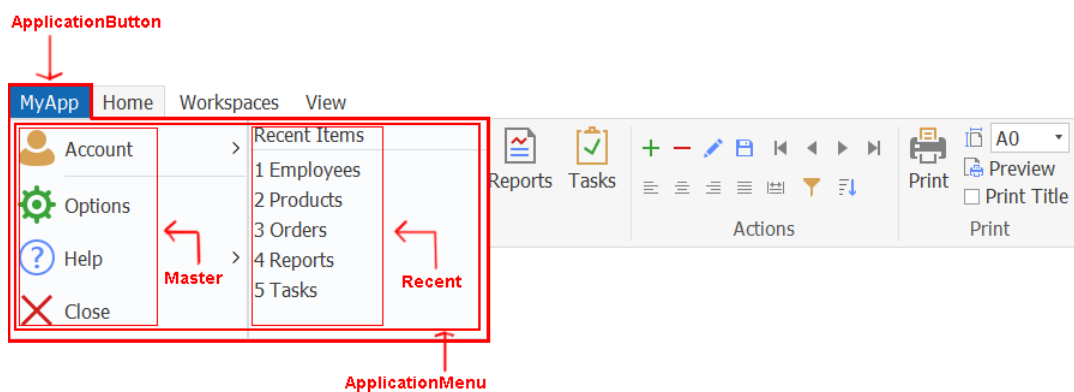 ApplicationButton
MyApp Home Workspaces View
Account
Options
Help
Close
Master
Recent Items
1 Employees
2 Products
3 Orders
4 Reports
5 Tasks
Recent
ApplicationMenu
Reports Tasks
Actions
Print
A0
Preview
Print Title
Print